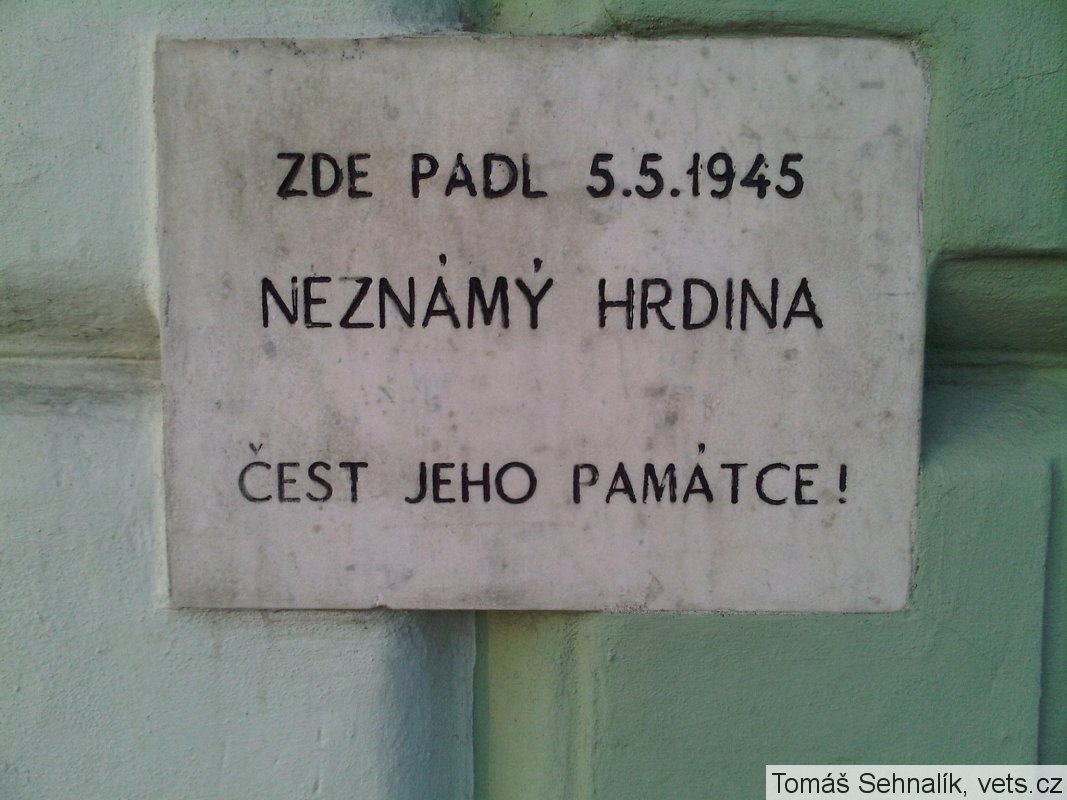 ZDE PADL 5.5.1945
NEZNÁMÝ HRDINA
ČEST JEHO PAMÁTCE!
Tomáš Sehnalík, vets.cz